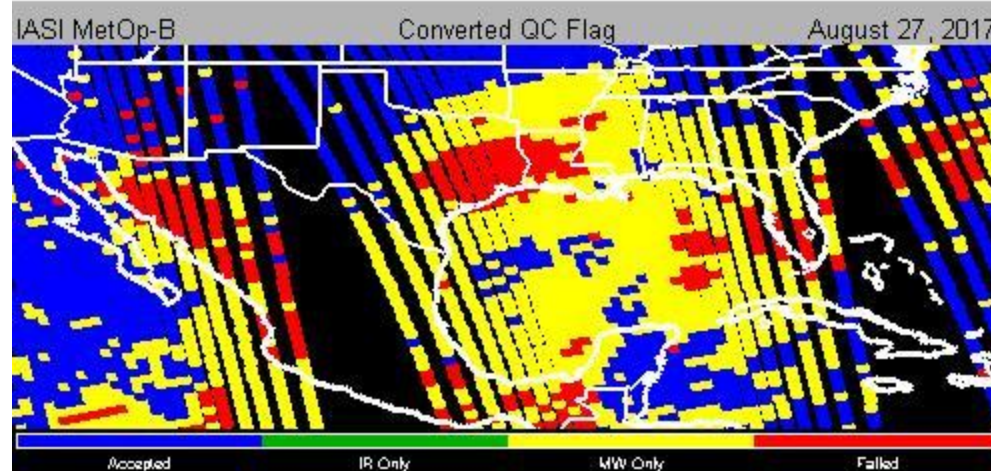 IASI MetOp-B Converted QC Flag August 27, 2017
Accepted IR Only MW Only Failed